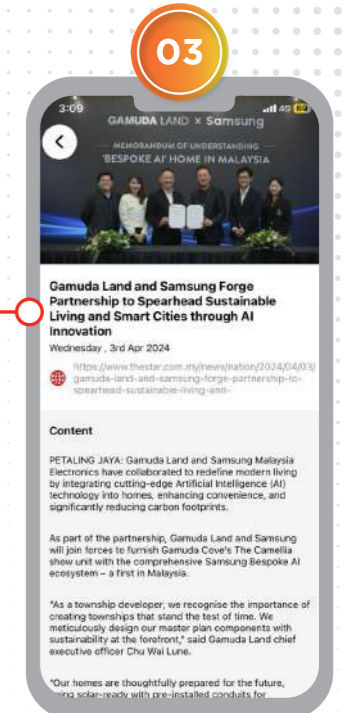 03
3:09
4G 80
GAMUDA LAND × Samsung
MEMORANDUM OF UNDERSTANDING
'BESPOKE AI' HOME IN MALAYSIA
Gamuda Land and Samsung Forge
Partnership to Spearhead Sustainable
Living and Smart Cities through AI
Innovation
Wednesday , 3rd Apr 2024
https://www.thestar.com.my/news/nation/2024/04/03/
gamuda-land-and-samsung-forge-partnership-to-
spearhead-sustainable-living-and-
Content
PETALING JAYA: Gamuda Land and Samsung Malaysia
Electronics have collaborated to redefine modern living
by integrating cutting-edge Artificial Intelligence (AI)
technology into homes, enhancing convenience, and
significantly reducing carbon footprints.
As part of the partnership, Gamuda Land and Samsung
will join forces to furnish Gamuda Cove's The Camellia
show unit with the comprehensive Samsung Bespoke AI
ecosystem – a first in Malaysia.
"As a township developer, we recognise the importance of
creating townships that stand the test of time. We
meticulously design our master plan components with
sustainability at the forefront," said Gamuda Land chief
executive officer Chu Wai Lune.
"Our homes are thoughtfully prepared for the future,
being solar-ready with pre-installed conduits for